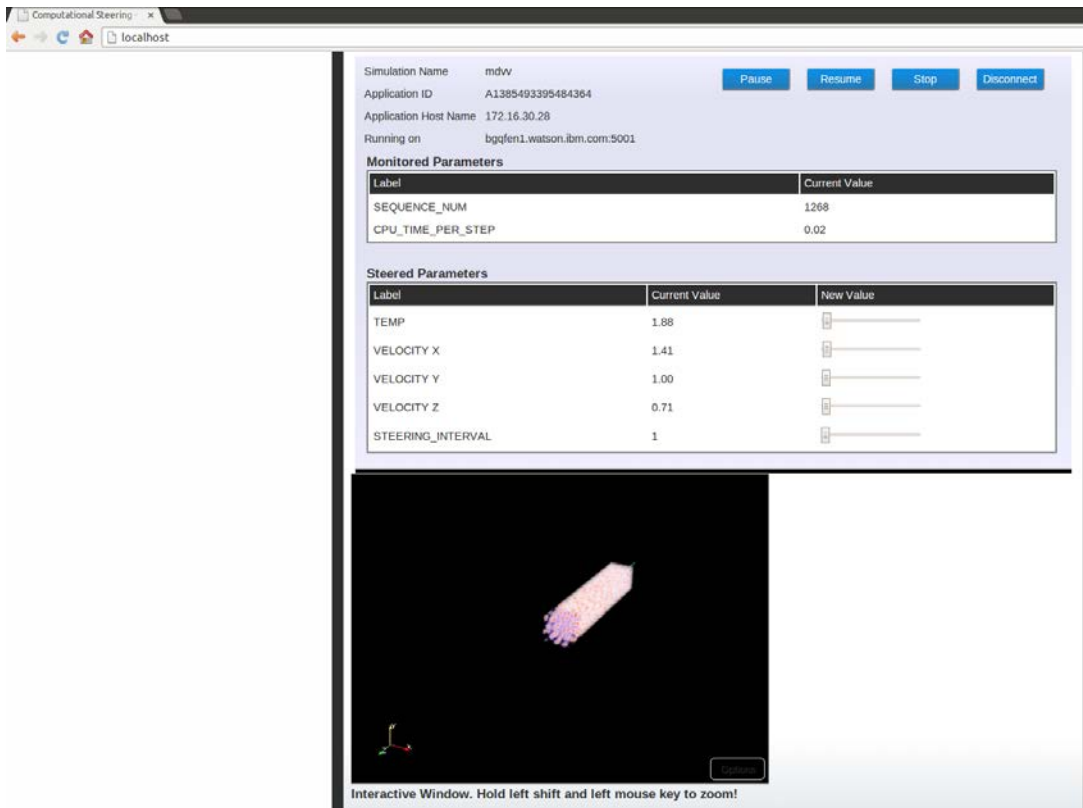 Computational Steering - x
localhost
Simulation Name mdvv
Pause Resume Stop Disconnect
Application ID A1385493395484364
Application Host Name 172.16.30.28
Running on bgqfen1.watson.ibm.com:5001
Monitored Parameters
Label Current Value
SEQUENCE_NUM 1268
CPU_TIME_PER_STEP 0.02
Steered Parameters
Label Current Value New Value
TEMP 1.88
VELOCITY X 1.41
VELOCITY Y 1.00
VELOCITY Z 0.71
STEERING_INTERVAL 1
Options
Interactive Window. Hold left shift and left mouse key to zoom!